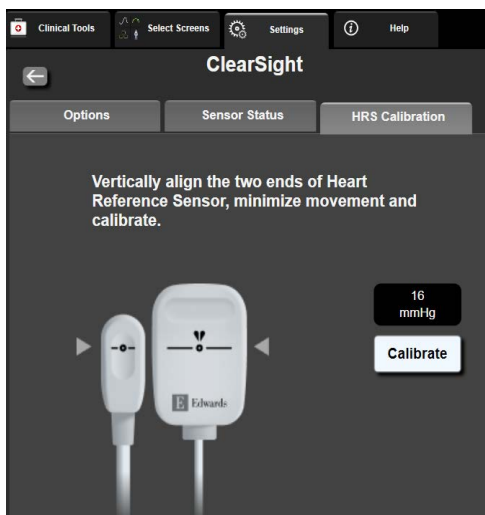 Clinical Tools
Select Screens
Settings
Help
ClearSight
Options
Sensor Status
HRS Calibration
Vertically align the two ends of Heart
Reference Sensor, minimize movement and
calibrate.
16
mmHg
Calibrate
E Edwards